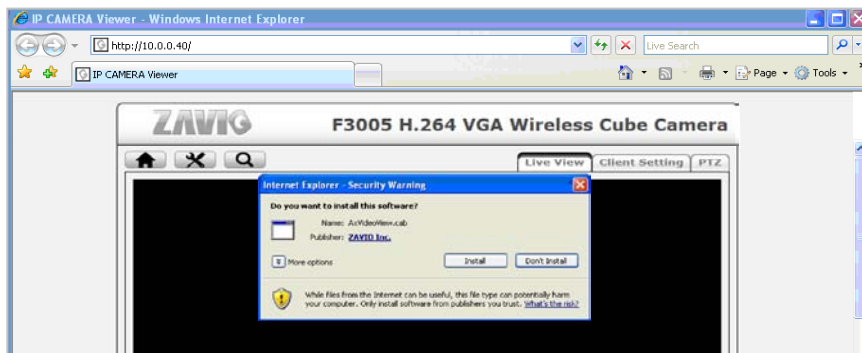 IP CAMERA Viewer - Windows Internet Explorer
http://10.0.0.40/
Live Search
IP CAMERA Viewer
Page
Tools
ZAVIO
F3005 H.264 VGA Wireless Cube Camera
Live View
Client Setting
PTZ
Internet Explorer - Security Warning
Do you want to install this software?
Name: AxVideoView.cab
Publisher: ZAVIO Inc.
More options
Install
Don't Install
While files from the Internet can be useful, this file type can potentially harm
your computer. Only install software from publishers you trust. What's the risk?